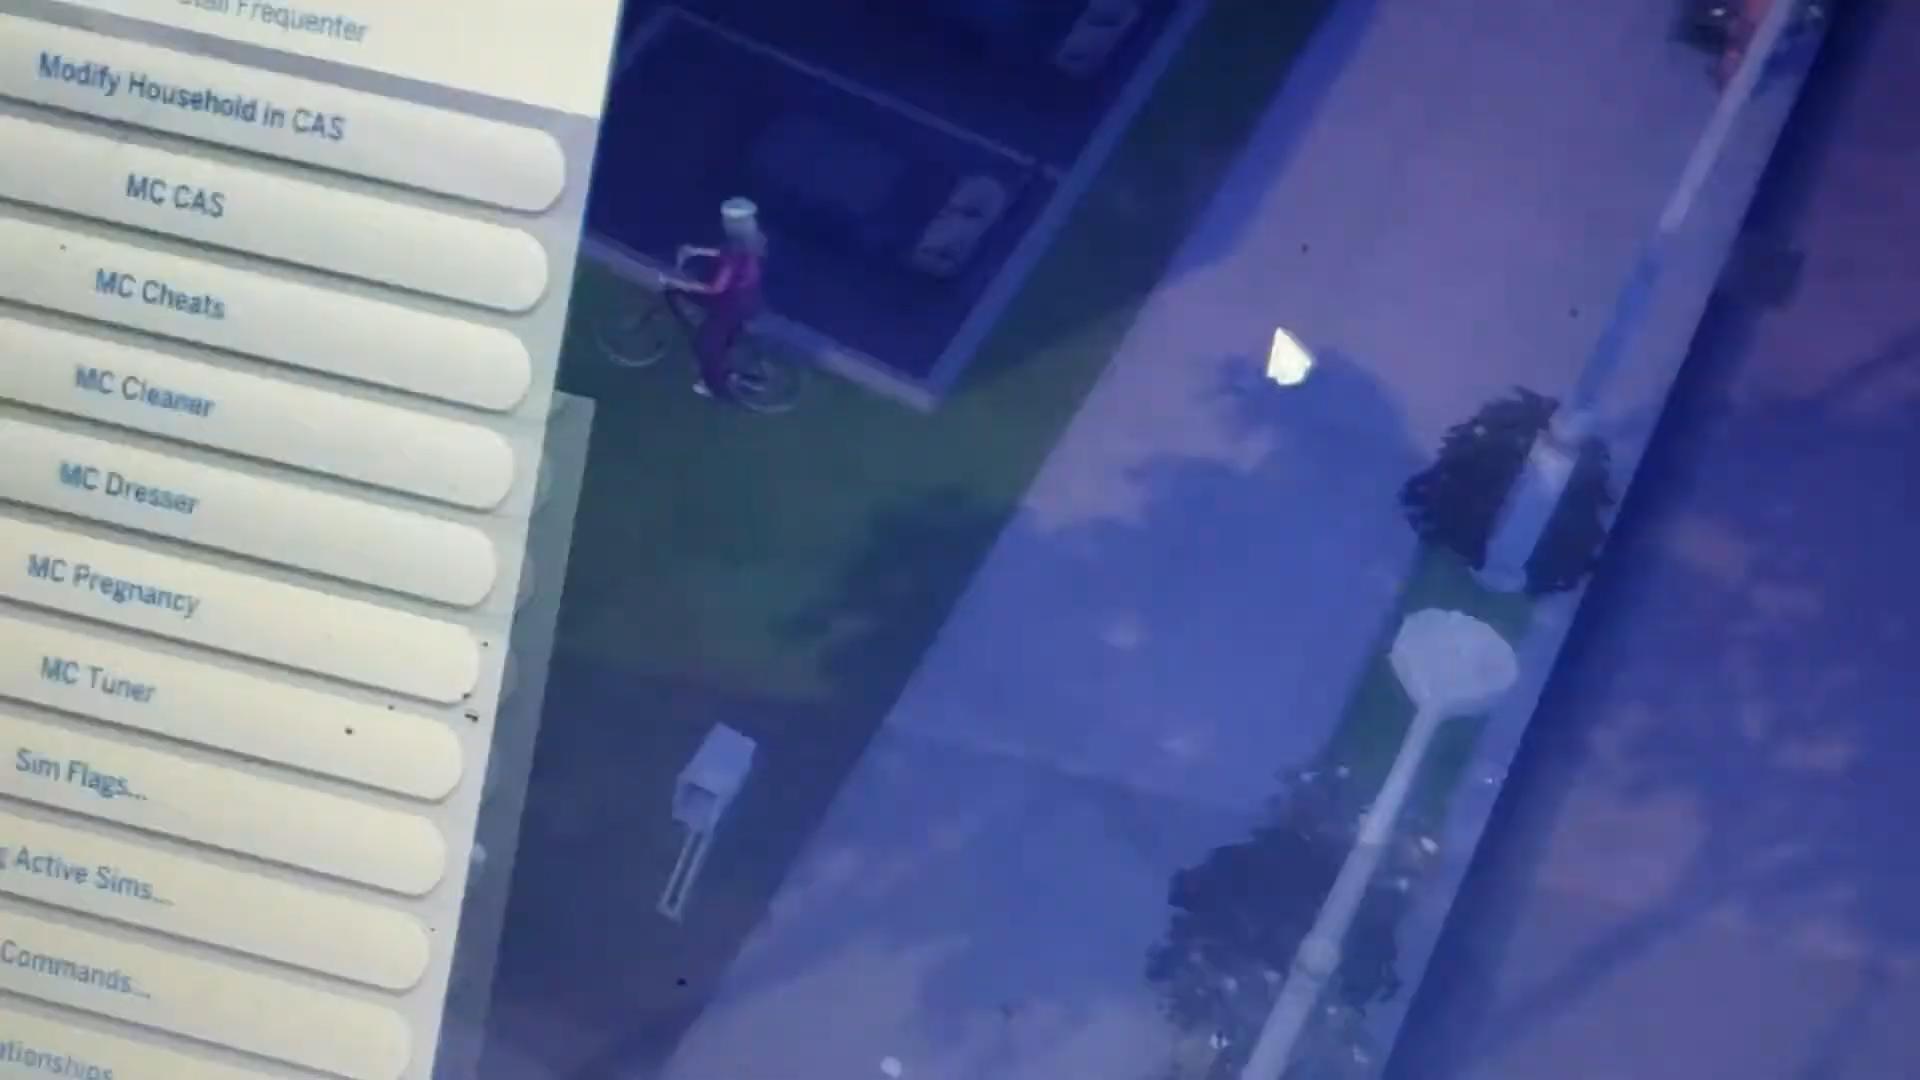 Frequenter
Modify Household in CAS
MC CAS
MC Cheats
MC Cleaner
MC Dresser
MC Pregnancy
MC Tuner
Sim Flags...
Active Sims...
Commands...